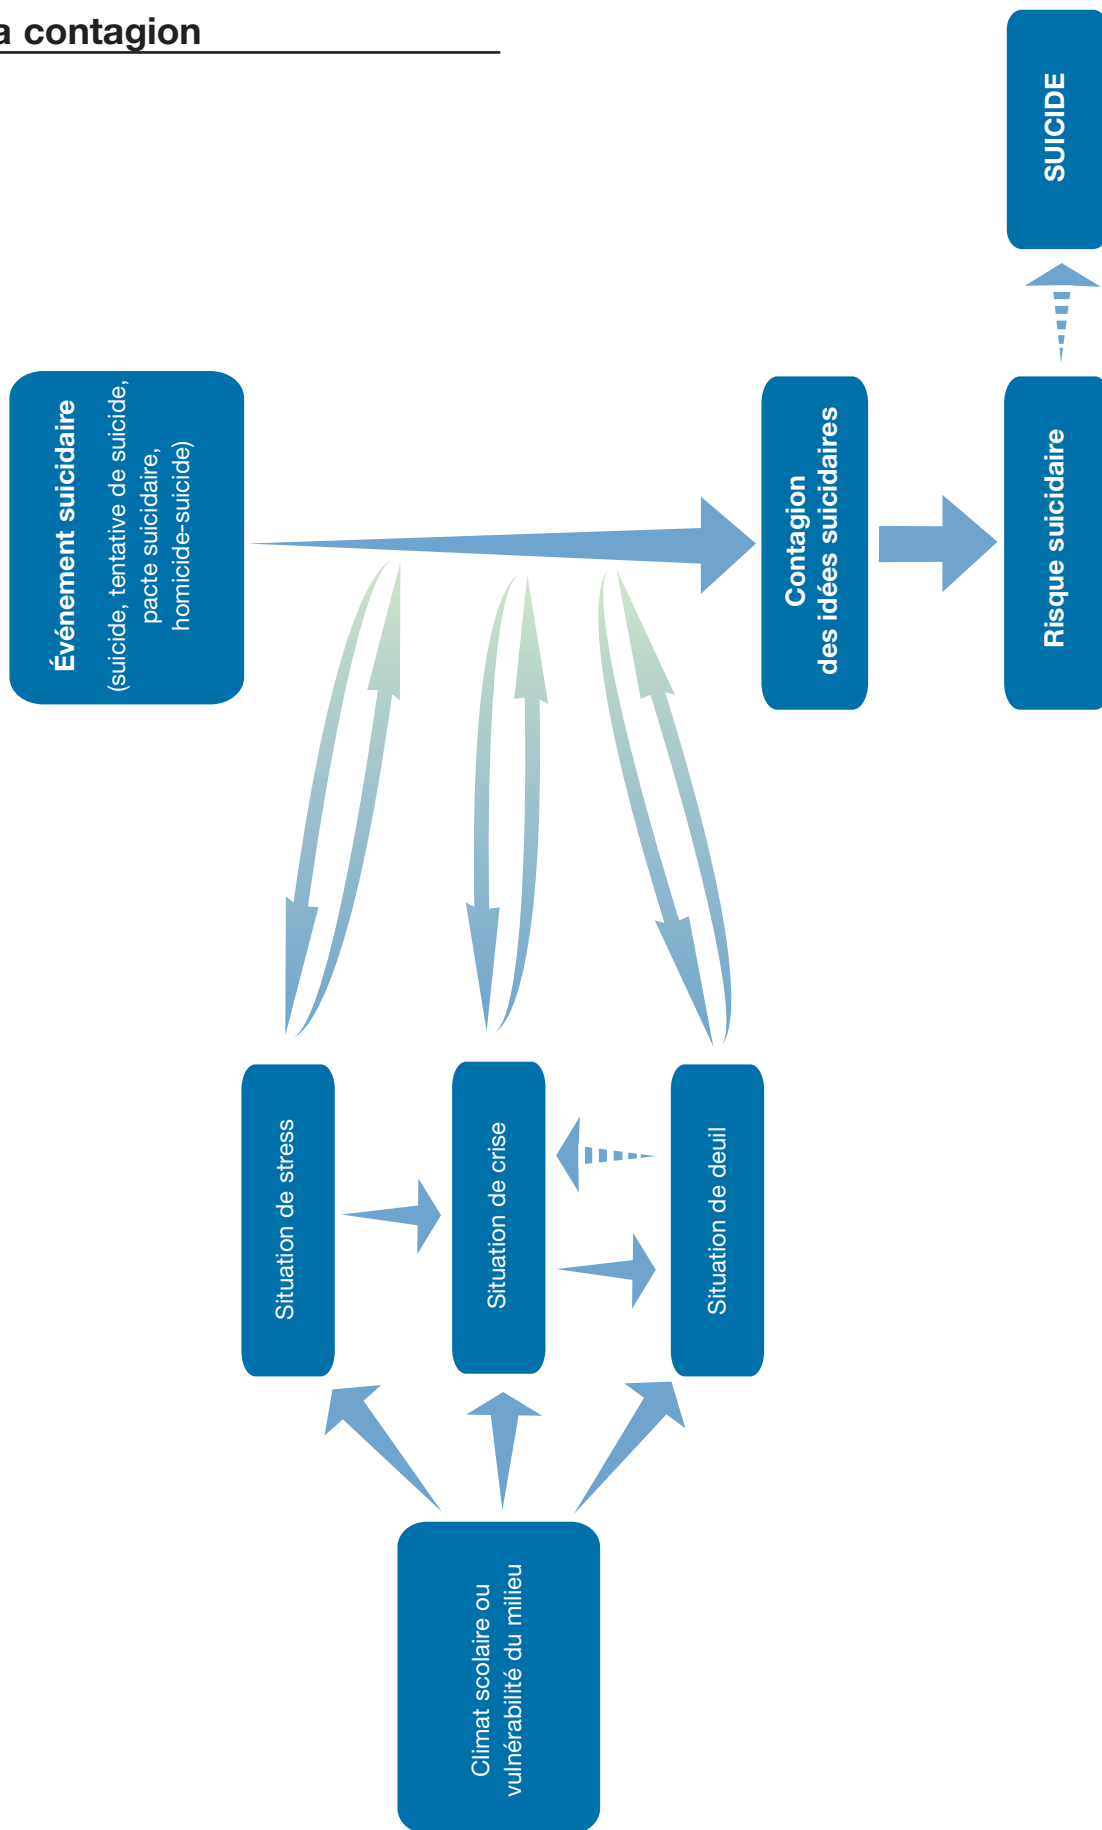 a contagion
SUICIDE
Événement suicidaire
(suicide, tentative de suicide,
pacte suicidaire,
homicide-suicide)
Contagion
des idées suicidaires
Risque suicidaire
Situation de stress
Situation de crise
Situation de deuil
Climat scolaire ou
vulnérabilité du milieu